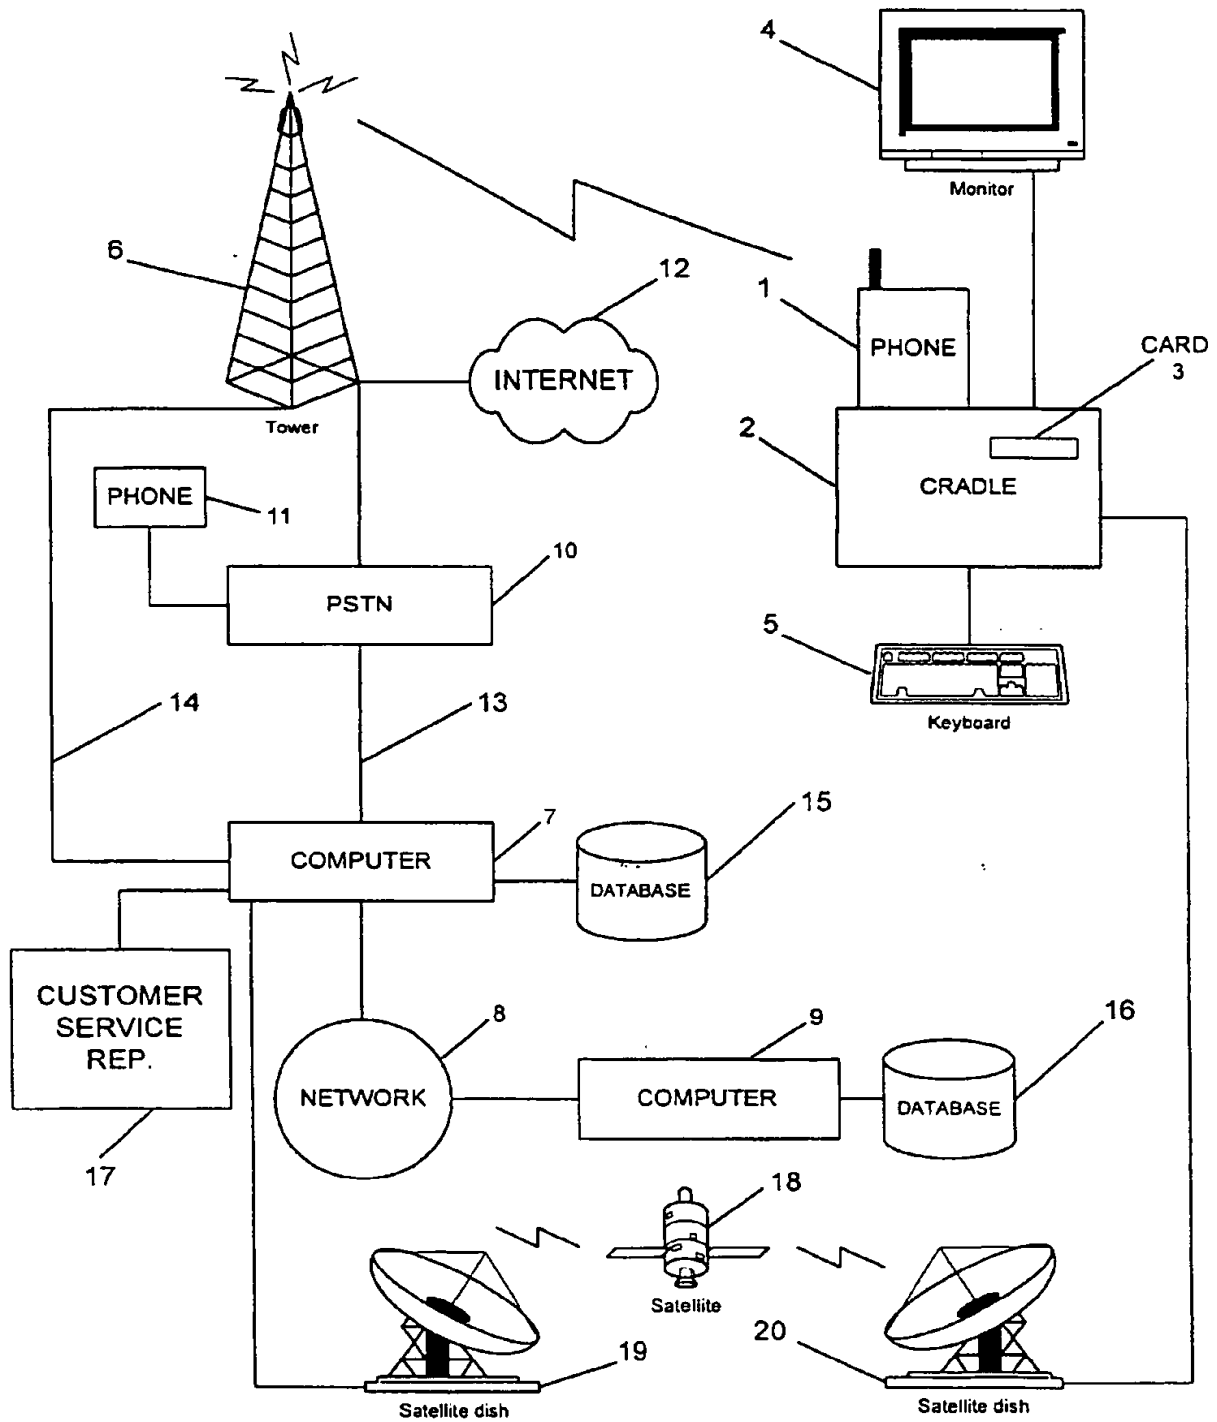 4
Monitor
6
12
1
PHONE
CARD
3
INTERNET
Tower
2
CRADLE
PHONE
11
10
PSTN
5
Keyboard
14
13
7
15
COMPUTER
DATABASE
CUSTOMER
SERVICE
REP.
8
9
16
NETWORK
COMPUTER
DATABASE
17
18
Satellite
19
20
Satellite dish
Satellite dish